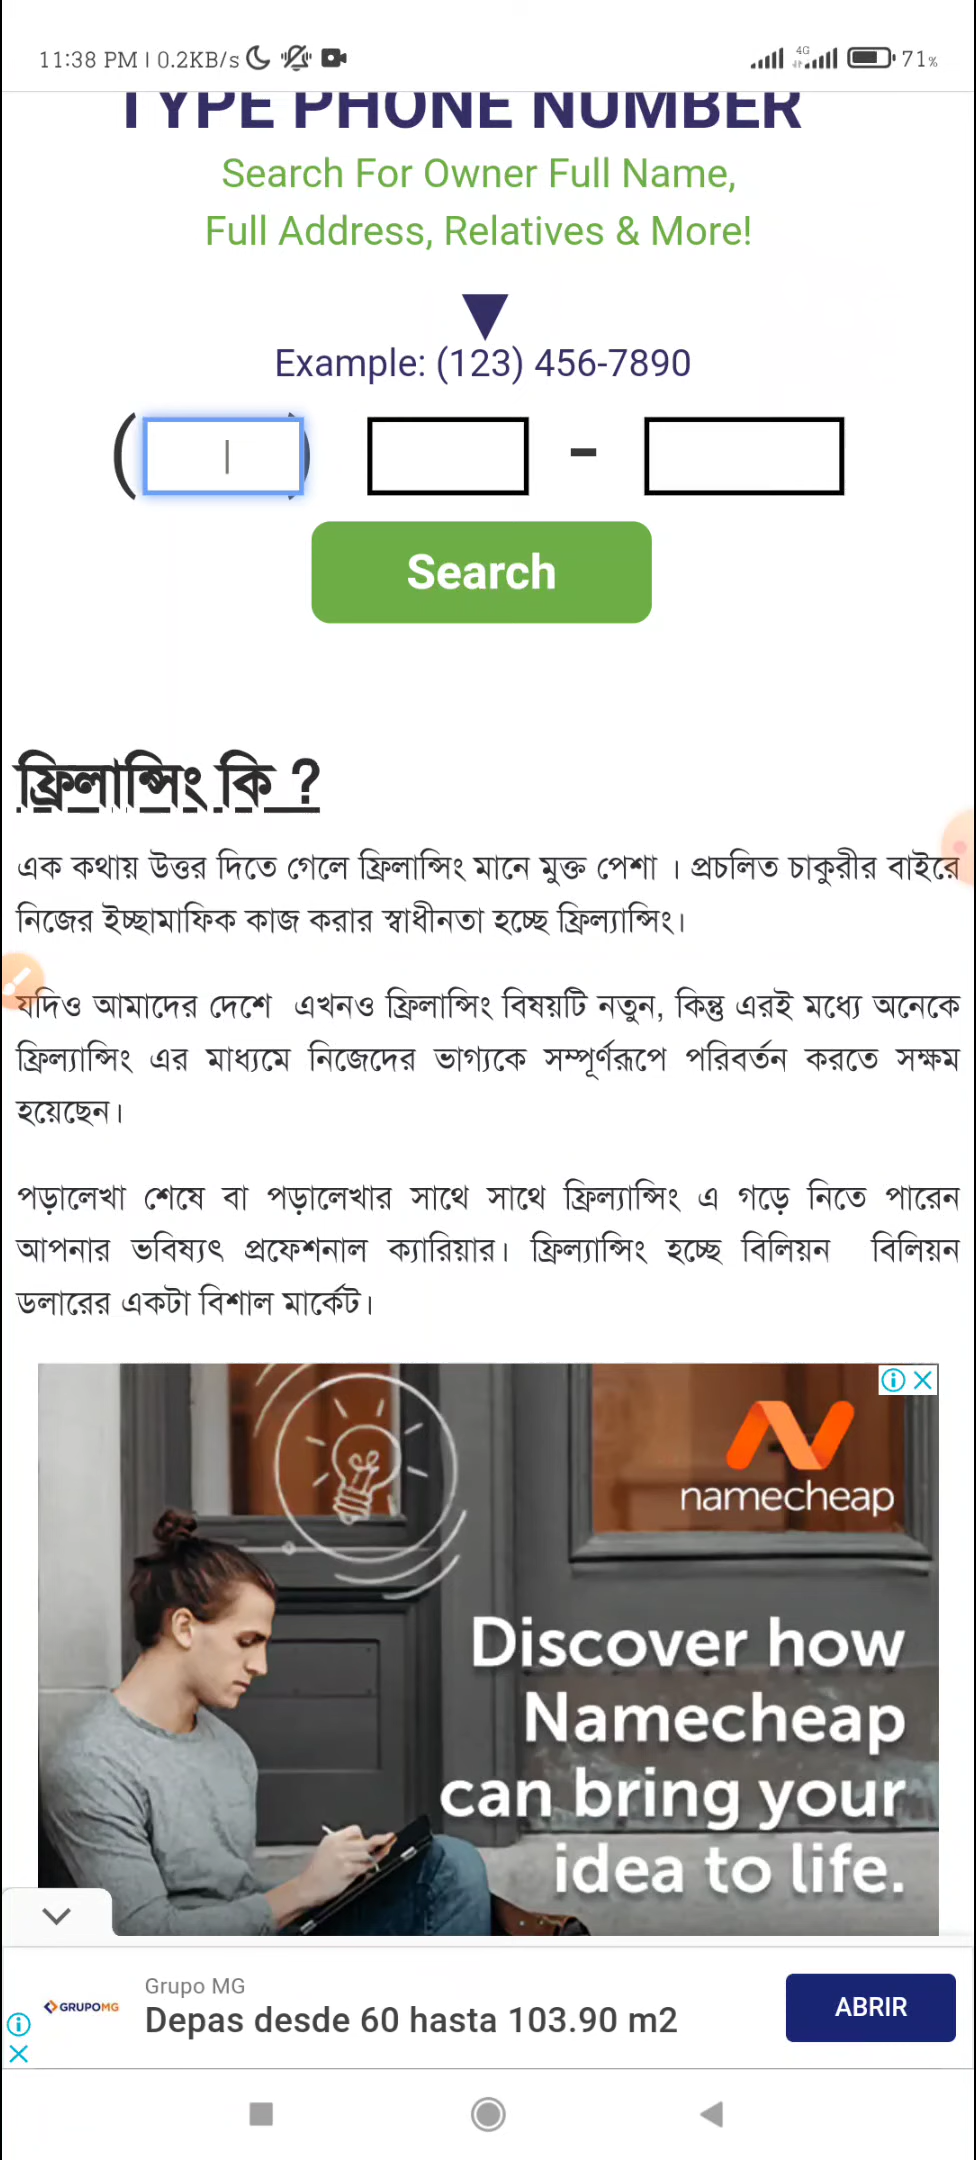 11:38 PM | 0.2KB/s 4G 71%
TYPE PHONE NUMBER
Search For Owner Full Name,
Full Address, Relatives & More!
Example: (123) 456-7890
( ) -
Search
ফ্রিলান্সিং কি ?
এক কথায় উত্তর দিতে গেলে ফ্রিলান্সিং মানে মুক্ত পেশা । প্রচলিত চাকুরীর বাইরে
নিজের ইচ্ছামাফিক কাজ করার স্বাধীনতা হচ্ছে ফ্রিল্যান্সিং।
যদিও আমাদের দেশে এখনও ফ্রিলান্সিং বিষয়টি নতুন, কিন্তু এরই মধ্যে অনেকে
ফ্রিল্যান্সিং এর মাধ্যমে নিজেদের ভাগ্যকে সম্পূর্ণরূপে পরিবর্তন করতে সক্ষম
হয়েছেন।
পড়ালেখা শেষে বা পড়ালেখার সাথে সাথে ফ্রিল্যান্সিং এ গড়ে নিতে পারেন
আপনার ভবিষ্যৎ প্রফেশনাল ক্যারিয়ার। ফ্রিল্যান্সিং হচ্ছে বিলিয়ন বিলিয়ন
ডলারের একটা বিশাল মার্কেট।
namecheap
Discover how
Namecheap
can bring your
idea to life.
Grupo MG
GRUPOMG
Depas desde 60 hasta 103.90 m2
ABRIR